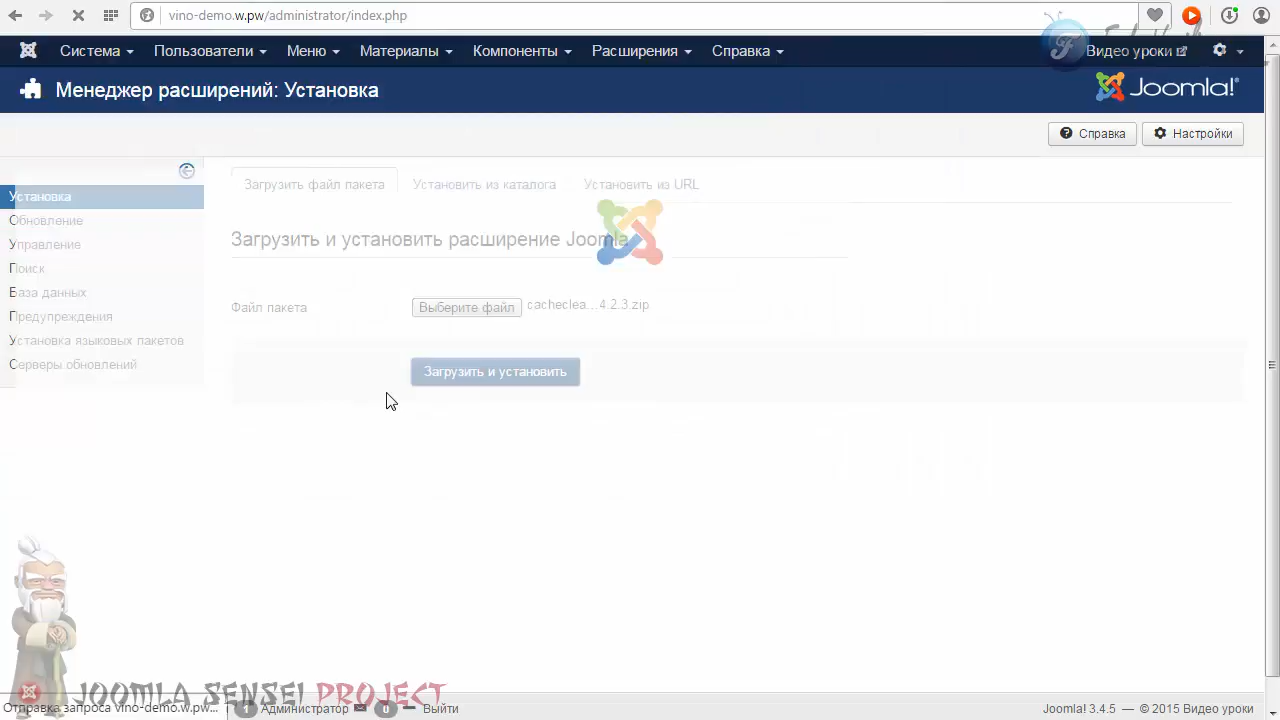 vino-demo.w.pw/administrator/index.php
Система Пользователи Меню Материалы Компоненты Расширения Справка Видео уроки
Менеджер расширений: Установка Joomla!®
Справка Настройки
Загрузить файл пакета Установить из каталога Установить из URL
Установка
Обновление
Управление
Поиск
База данных
Предупреждения
Установка языковых пакетов
Серверы обновлений
Загрузить и установить расширение Joomla
Файл пакета Выберите файл cacheclea…4.2.3.zip
Загрузить и установить
JOOMLA SENSEI PROJECT
Отправка запроса vino-demo.w.pw... 1 Администратор 0 Выйти Joomla! 3.4.5 — © 2015 Видео уроки